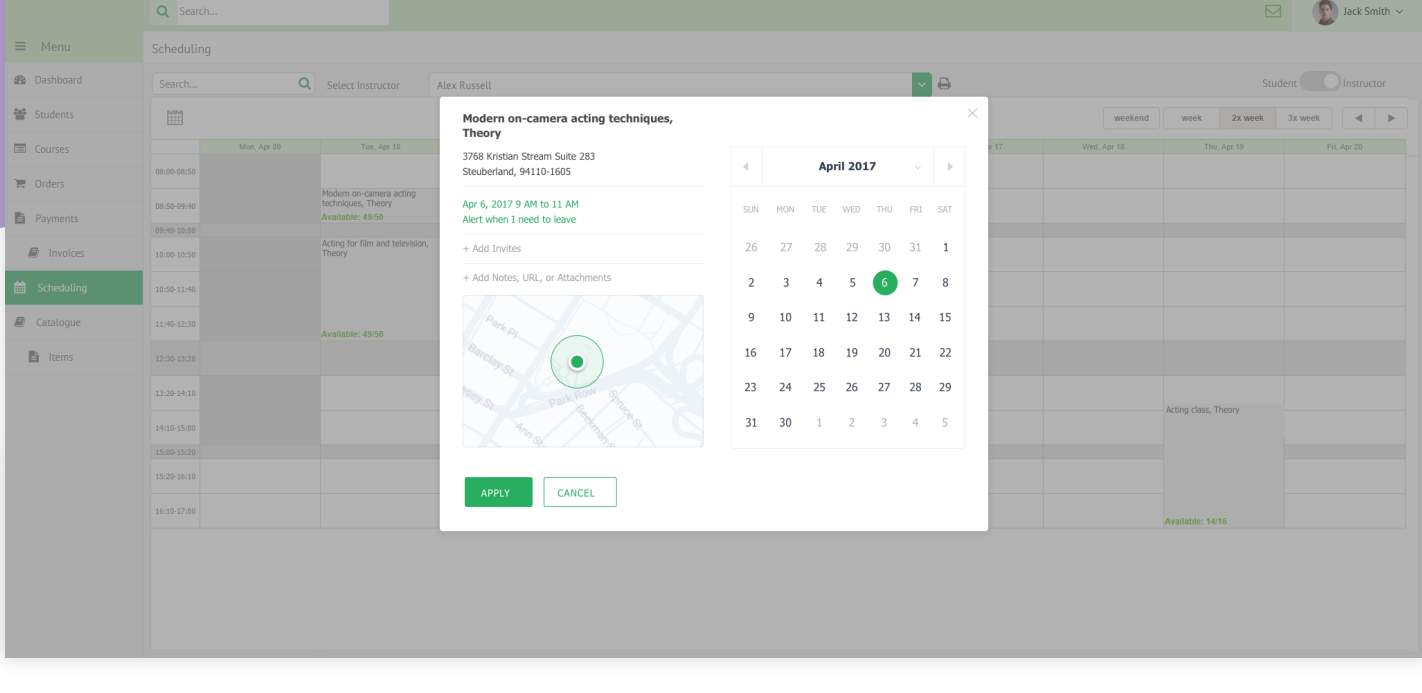 Search...
Jack Smith
Menu
Scheduling
Dashboard
Search...
Select instructor
Alex Russell
Student
Instructor
Students
weekend
week
2x week
3x week
Courses
Mon, Apr 09
Tue, Apr 10
r 17
Wed, Apr 18
Thu, Apr 19
Fri, Apr 20
Orders
Payments
Invoices
Scheduling
Catalogue
Items
08:00-08:50
08:50-09:40
Modern on-camera acting
techniques, Theory
Available: 49/50
09:40-10:00
10:00-10:50
Acting for film and television,
Theory
10:50-11:40
11:40-12:30
Available: 49/50
12:30-13:20
13:20-14:10
Acting class, Theory
14:10-15:00
15:00-15:20
15:20-16:10
16:10-17:00
Available: 14/16
Modern on-camera acting techniques,
Theory
3768 Kristian Stream Suite 283
Steuberland, 94110-1605
Apr 6, 2017 9 AM to 11 AM
Alert when I need to leave
+ Add Invites
+ Add Notes, URL, or Attachments
Park Pl
Barclay St
Park Row
Spruce St
Beekman S
Ann St
APPLY
CANCEL
April 2017
SUN MON TUE WED THU FRI SAT
26 27 28 29 30 31 1
2 3 4 5 6 7 8
9 10 11 12 13 14 15
16 17 18 19 20 21 22
23 24 25 26 27 28 29
31 30 1 2 3 4 5